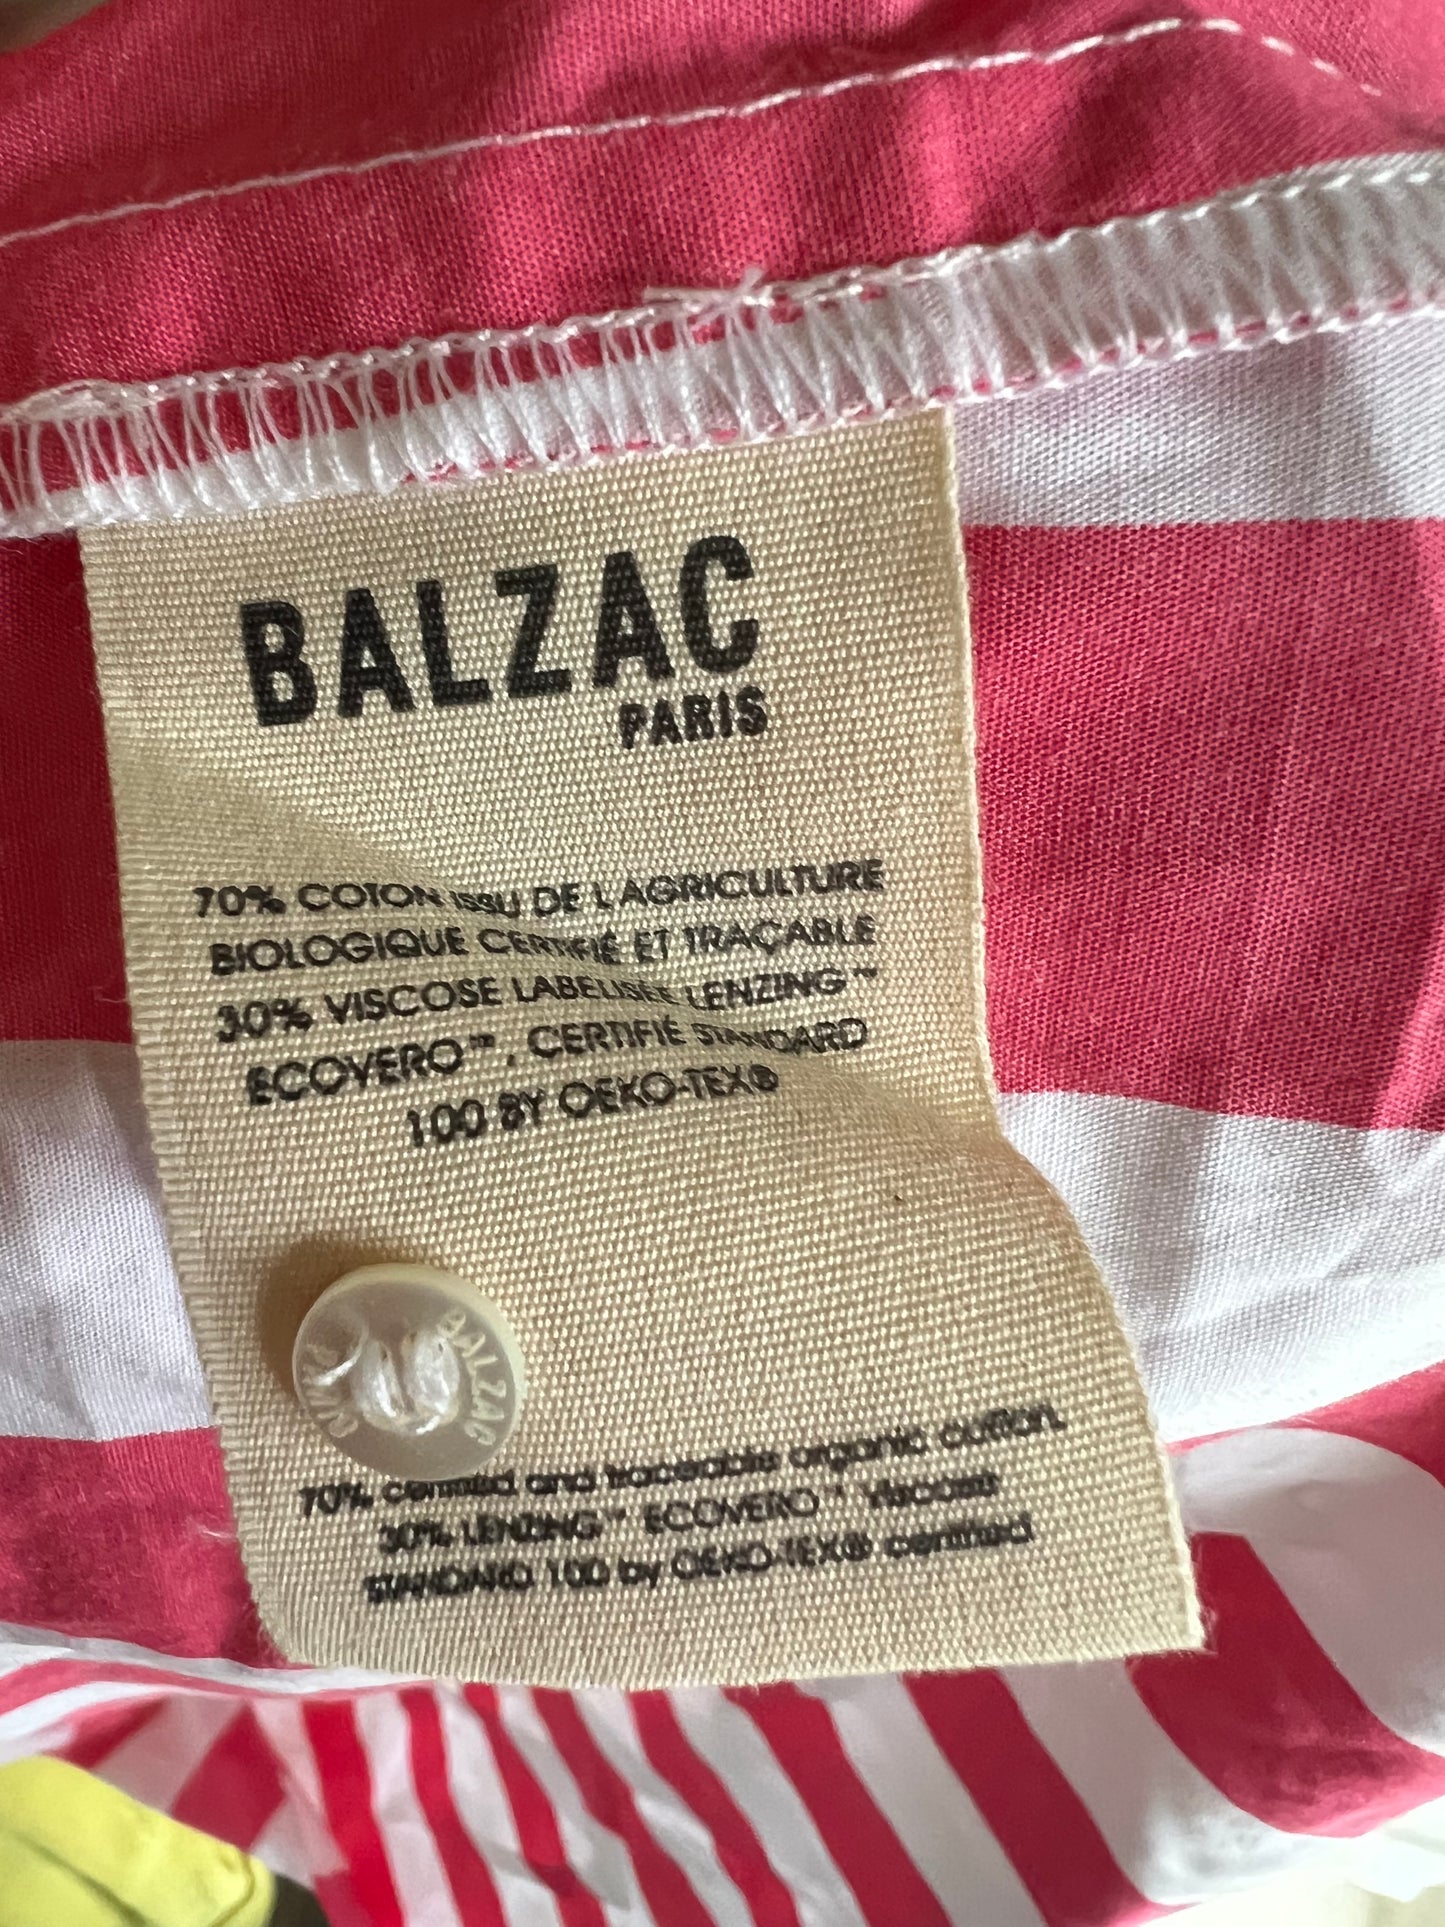 BALZAC
PARIS
70% COTON ISSU DE L'AGRICULTURE
BIOLOGIQUE CERTIFIÉ ET TRAÇABLE
30% VISCOSE LABELISÉE LENZING™
ECOVERO™, CERTIFIÉ STANDARD
100 BY OEKO-TEX®
BALZAC
PARIS
70% certified and traceable organic cotton,
30% LENZING™ ECOVERO™ viscose
STANDARD 100 by OEKO-TEX® certified